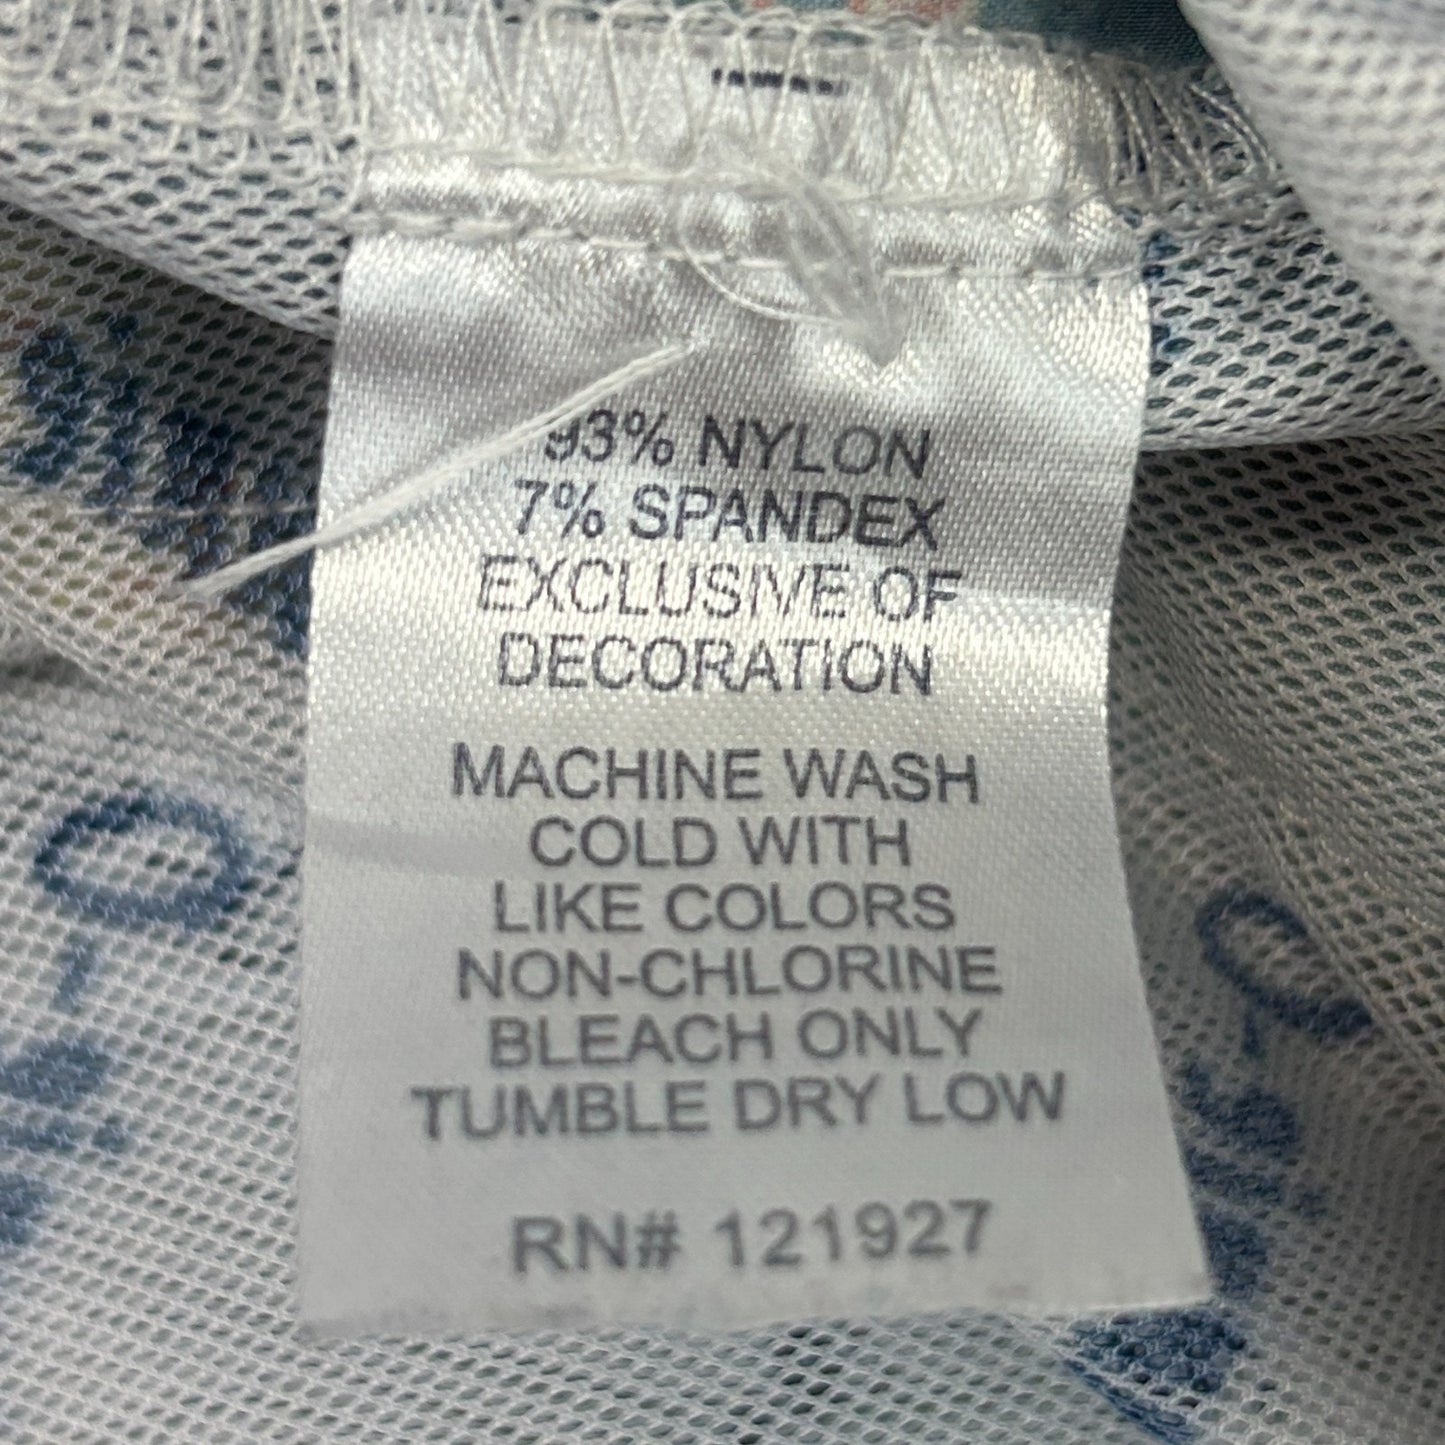 93% NYLON
7% SPANDEX
EXCLUSIVE OF
DECORATION
MACHINE WASH
COLD WITH
LIKE COLORS
NON-CHLORINE
BLEACH ONLY
TUMBLE DRY LOW
RN# 121927